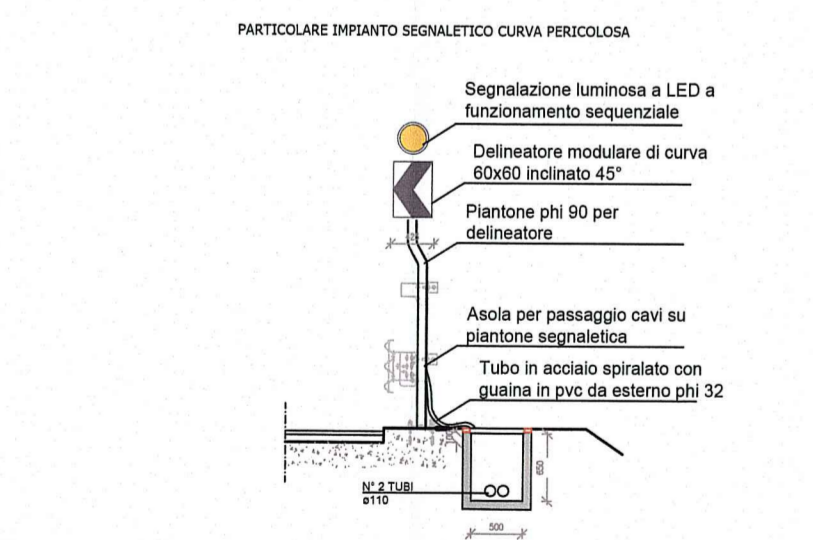 PARTICOLARE IMPIANTO SEGNALETICO CURVA PERICOLOSA
Segnalazione luminosa a LED a
funzionamento sequenziale
Delineatore modulare di curva
60x60 inclinato 45°
Piantone phi 90 per
delineatore
Asola per passaggio cavi su
piantone segnaletica
Tubo in acciaio spiralato con
guaina in pvc da esterno phi 32
N° 2 TUBI
ø110
650
500